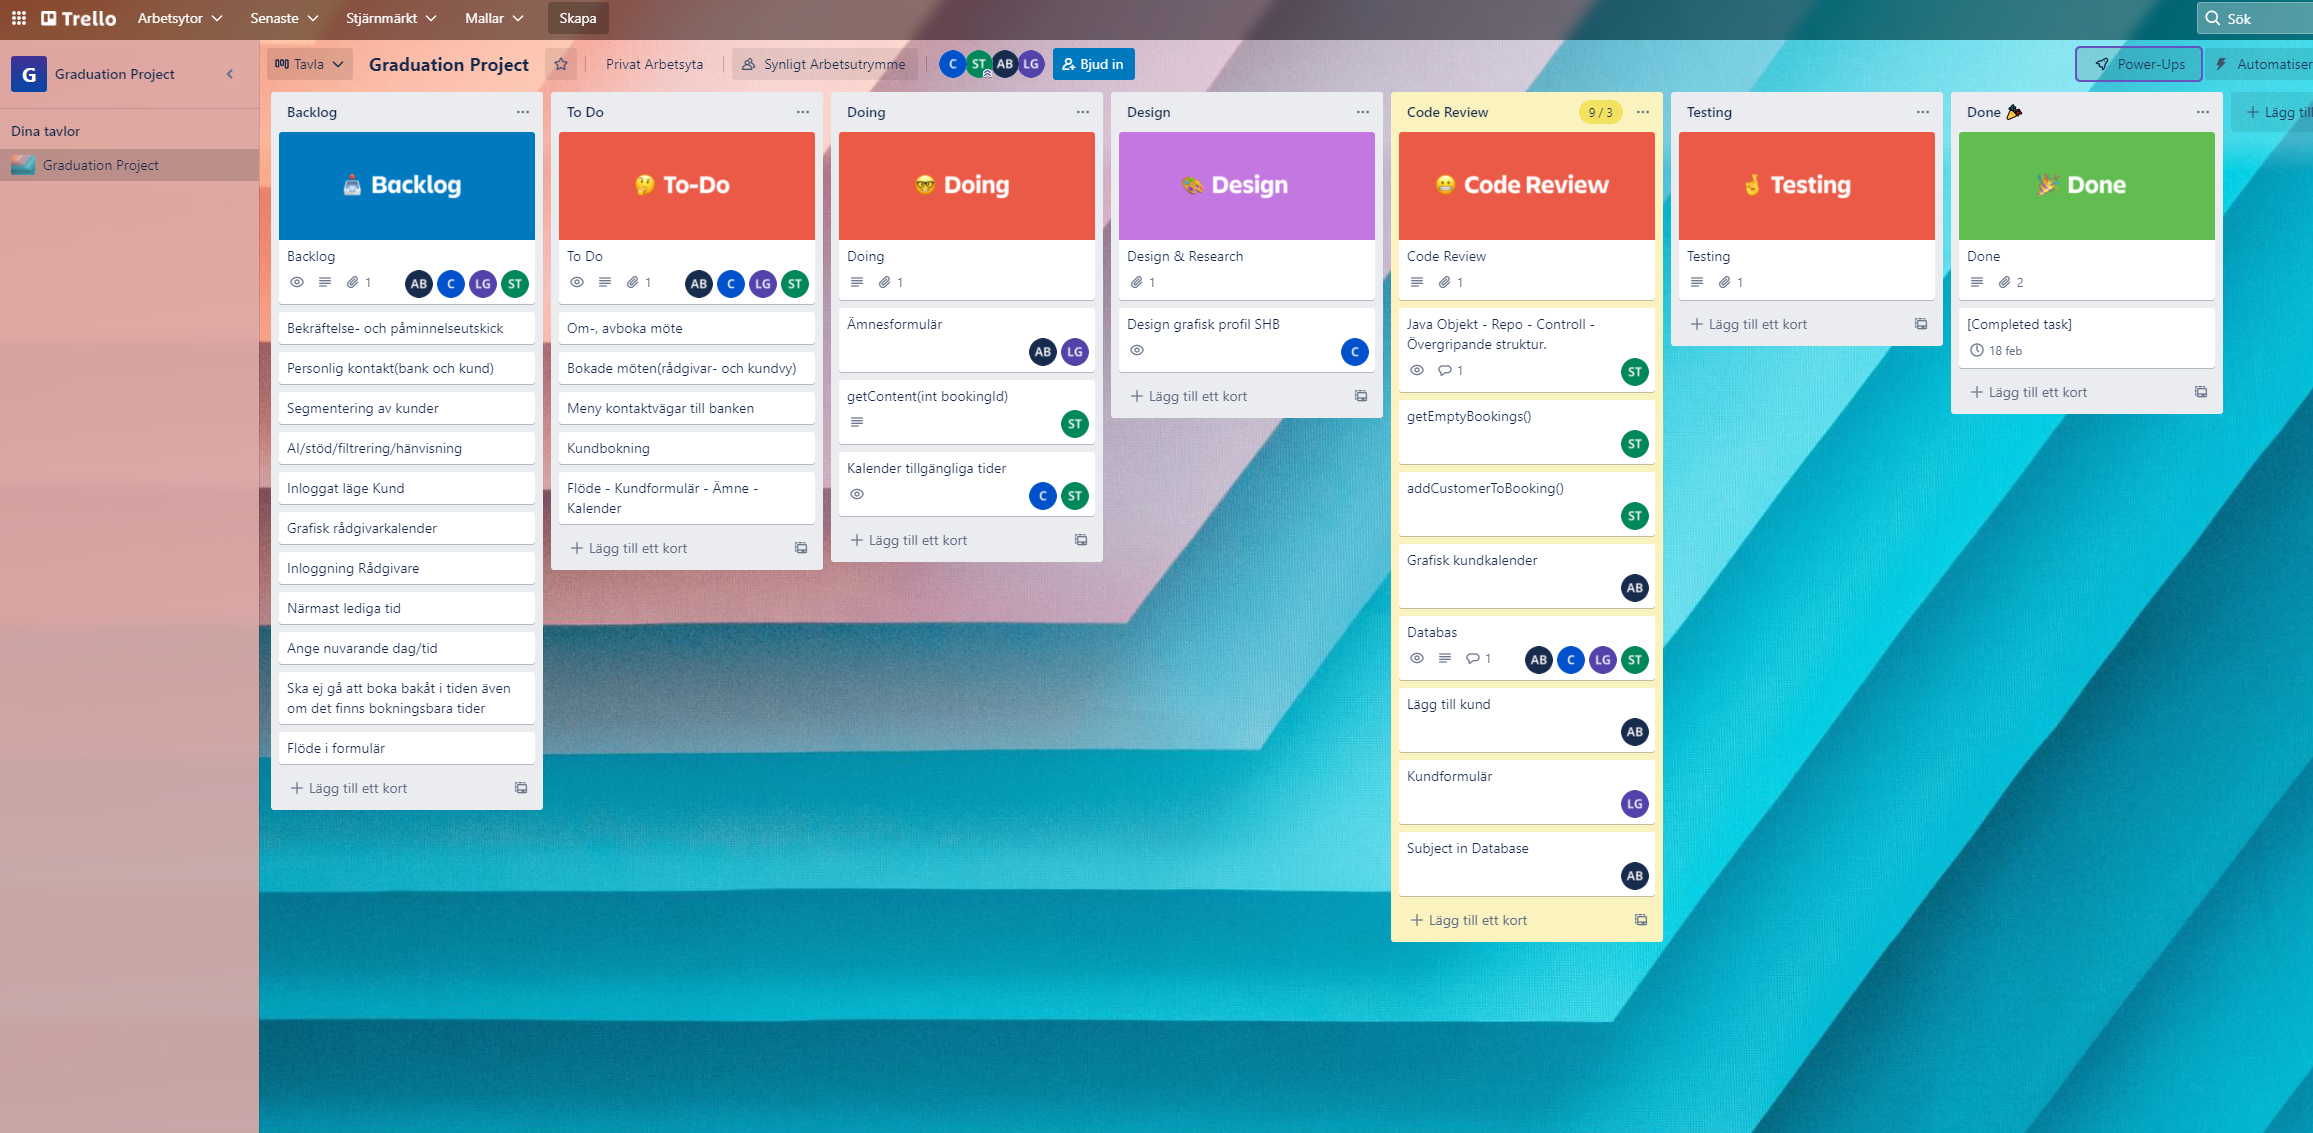 Trello
Arbetsytor
Senaste
Stjärnmärkt
Mallar
Skapa
Sök
G
Graduation Project
Dina tavlor
Graduation Project
Tavla
Graduation Project
Privat Arbetsyta
Synligt Arbetsutrymme
C
ST
AB
LG
Bjud in
Power-Ups
Automatiser
Backlog
Backlog
Backlog
1
AB
C
LG
ST
Bekräftelse- och påminnelseutskick
Personlig kontakt(bank och kund)
Segmentering av kunder
AI/stöd/filtrering/hänvisning
Inloggat läge Kund
Grafisk rådgivarkalender
Inloggning Rådgivare
Närmast lediga tid
Ange nuvarande dag/tid
Ska ej gå att boka bakåt i tiden även
om det finns bokningsbara tider
Flöde i formulär
+ Lägg till ett kort
To Do
To-Do
To Do
1
AB
C
LG
ST
Om-, avboka möte
Bokade möten(rådgivar- och kundvy)
Meny kontaktvägar till banken
Kundbokning
Flöde - Kundformulär - Ämne -
Kalender
+ Lägg till ett kort
Doing
Doing
Doing
1
Ämnesformulär
AB
LG
getContent(int bookingId)
ST
Kalender tillgängliga tider
C
ST
+ Lägg till ett kort
Design
Design
Design & Research
1
Design grafisk profil SHB
C
+ Lägg till ett kort
Code Review
9 / 3
Code Review
Code Review
1
Java Objekt - Repo - Controll -
Övergripande struktur.
1
ST
getEmptyBookings()
ST
addCustomerToBooking()
ST
Grafisk kundkalender
AB
Databas
1
AB
C
LG
ST
Lägg till kund
AB
Kundformulär
LG
Subject in Database
AB
+ Lägg till ett kort
Testing
Testing
Testing
1
+ Lägg till ett kort
Done
Done
Done
2
[Completed task]
18 feb
+ Lägg till ett kort
+ Lägg till